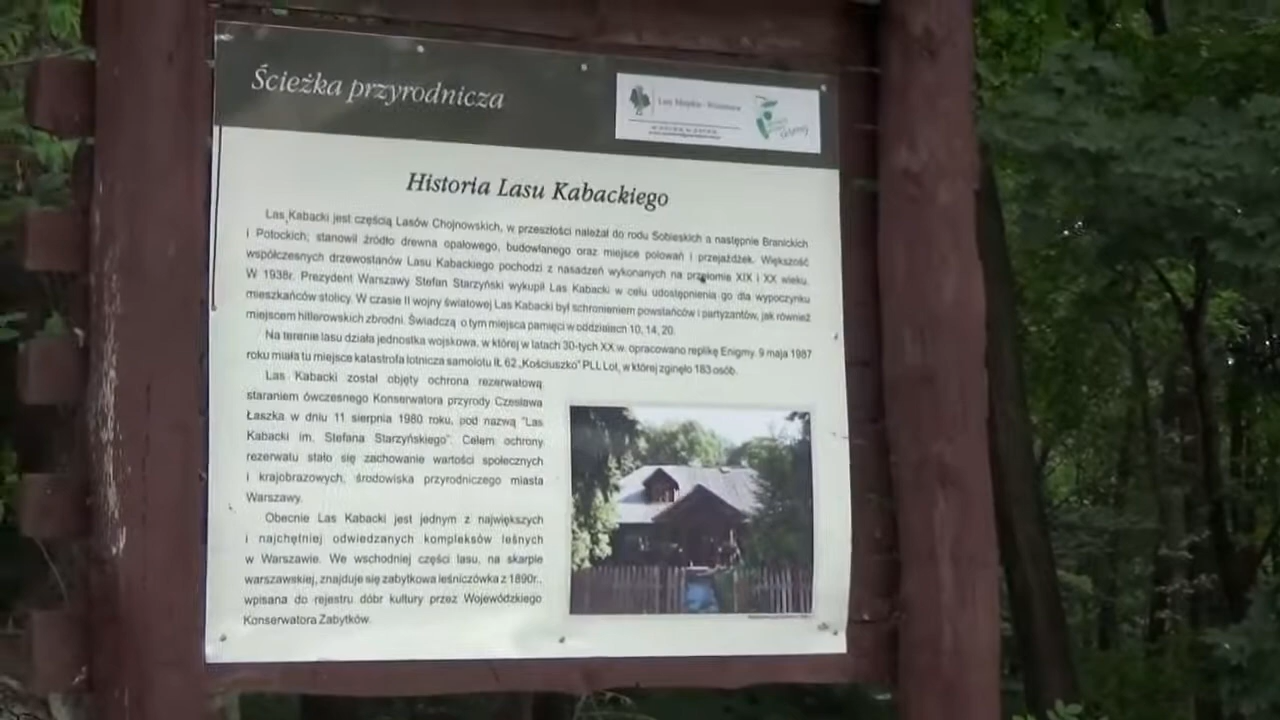 Ścieżka przyrodnicza
Historia Lasu Kabackiego
Las Kabacki jest częścią Lasów Chojnowskich, w przeszłości należał do rodu Sobieskich a następnie Branickich
i Potockich; stanowił źródło drewna opałowego, budowlanego oraz miejsce polowań i przejażdżek. Większość
współczesnych drzewostanów Lasu Kabackiego pochodzi z nasadzeń wykonanych na przełomie XIX i XX wieku.
W 1938r. Prezydent Warszawy Stefan Starzyński wykupił Las Kabacki w celu udostępnienia go dla wypoczynku
mieszkańców stolicy. W czasie II wojny światowej Las Kabacki był schronieniem powstańców i partyzantów, jak również
miejscem hitlerowskich zbrodni. Świadczą o tym miejsca pamięci w oddziałach 10, 14, 20.
Na terenie lasu działa jednostka wojskowa, w której w latach 30-tych XX w. opracowano replikę Enigmy. 9 maja 1987
roku miała tu miejsce katastrofa lotnicza samolotu IŁ 62 „Kościuszko" PLL Lot, w której zginęło 183 osób.
Las Kabacki został objęty ochrona rezerwatową
staraniem ówczesnego Konserwatora przyrody Czesława
Łaszka w dniu 11 sierpnia 1980 roku, pod nazwą "Las
Kabacki im. Stefana Starzyńskiego". Celem ochrony
rezerwatu stało się zachowanie wartości społecznych
i krajobrazowych, środowiska przyrodniczego miasta
Warszawy.
Obecnie Las Kabacki jest jednym z największych
i najchętniej odwiedzanych kompleksów leśnych
w Warszawie. We wschodniej części lasu, na skarpie
warszawskiej, znajduje się zabytkowa leśniczówka z 1890r.,
wpisana do rejestru dóbr kultury przez Wojewódzkiego
Konserwatora Zabytków.